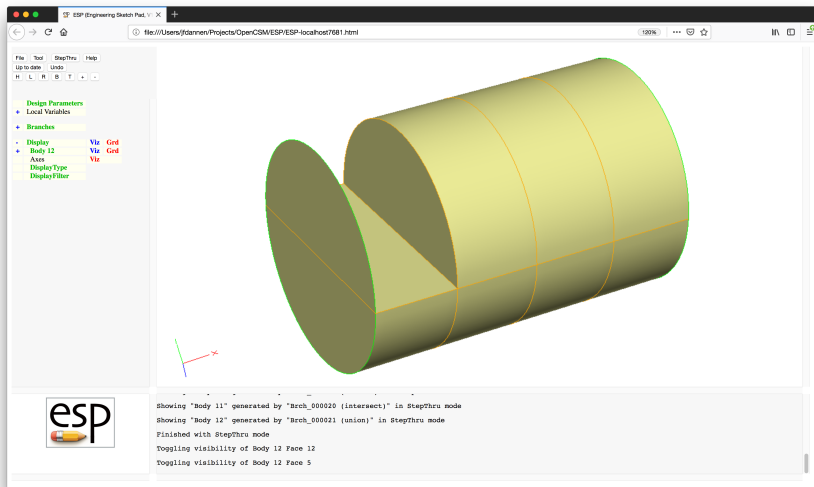 ESP (Engineering Sketch Pad, V
file:///Users/jfdannen/Projects/OpenCSM/ESP/ESP-localhost7681.html
120%
File Tool StepThru Help
Up to date Undo
H L R B T + -
Design Parameters
+ Local Variables
+ Branches
- Display Viz Grd
+ Body 12 Viz Grd
Axes Viz
DisplayType
DisplayFilter
X
esp
Showing "Body 11" generated by "Brch_000020 (intersect)" in StepThru mode
Showing "Body 12" generated by "Brch_000021 (union)" in StepThru mode
Finished with StepThru mode
Toggling visibility of Body 12 Face 12
Toggling visibility of Body 12 Face 5